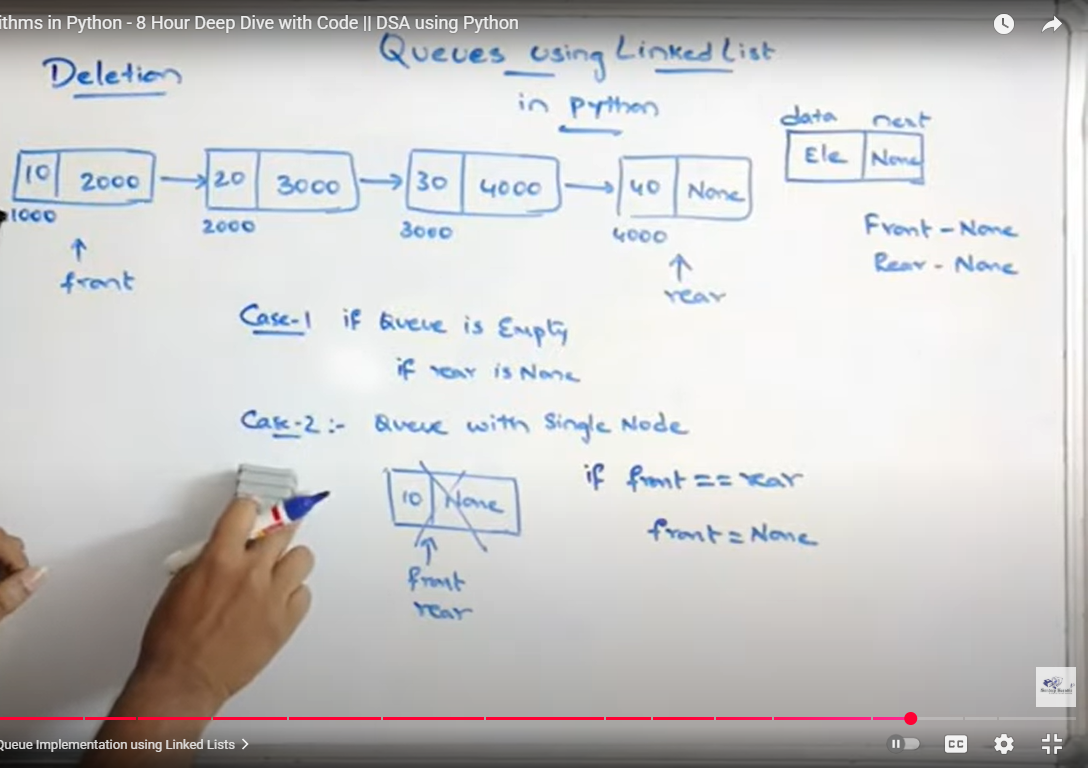 ithms in Python - 8 Hour Deep Dive with Code || DSA using Python
Deletion
Queues using Linked List
in python
data next
Ele None
10 2000 20 3000 30 4000 40 None
1000 2000 3000 4000
front
rear
Front - None
Rear - None
Case-1 if Queue is Empty
if rear is None
Case-2:- Queue with Single Node
10 None
front
rear
if front == rear
front = None
Queue Implementation using Linked Lists
CC